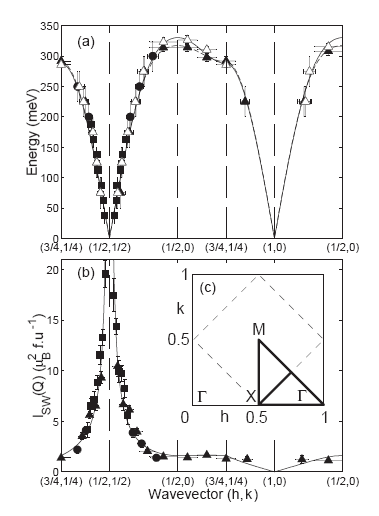 350
(a)
300
250
200
150
100
50
0
Energy (meV)
(3/4,1/4) (1/2,1/2) (1/2,0) (3/4,1/4) (1,0) (1/2,0)
20
(b)
15
10
5
0
I_SW(Q) (μ_B^2 f.u.^-1)
1
(c)
k
0.5
M
Γ
X
Γ
0 h 0.5 1
(3/4,1/4) (1/2,1/2) (1/2,0) (3/4,1/4) (1,0) (1/2,0)
Wavevector (h,k)